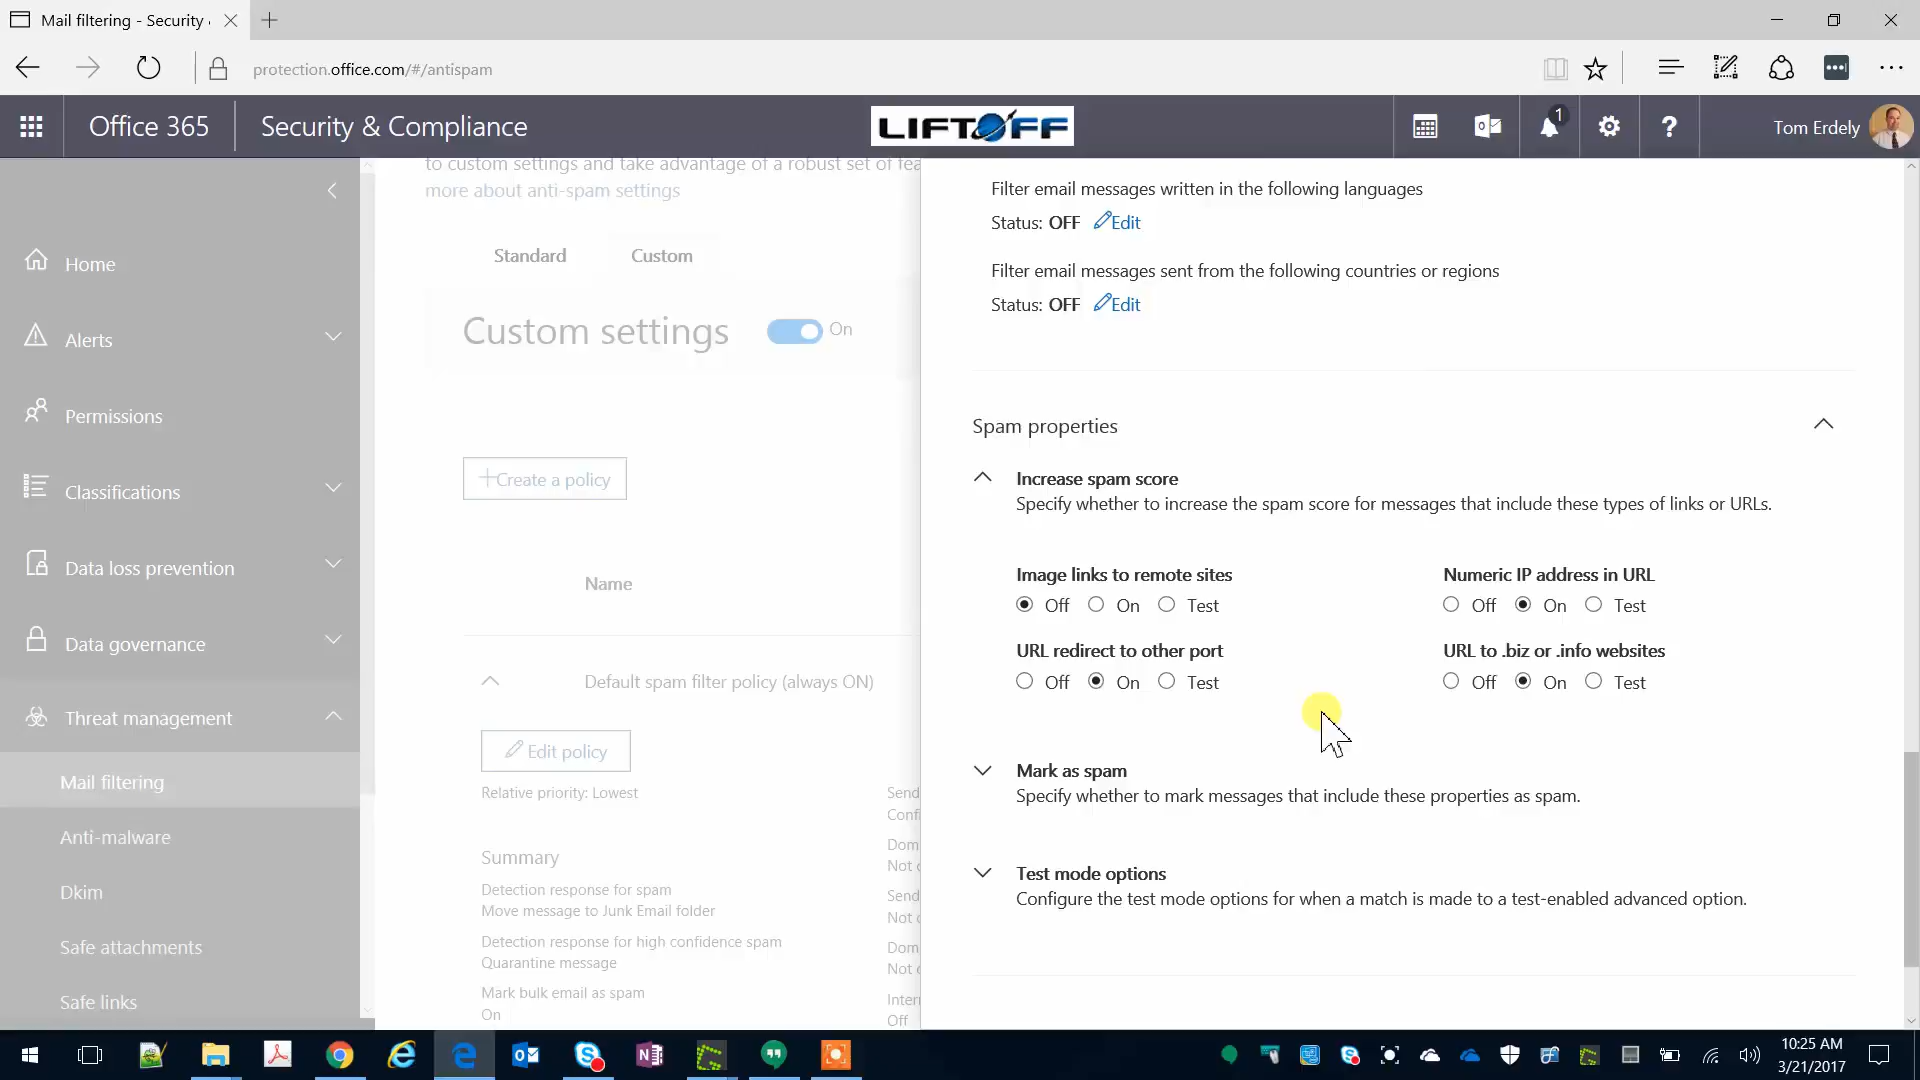 Mail filtering - Security
protection.office.com/#/antispam
Office 365
Security & Compliance
LIFTOFF
1
?
Tom Erdely
Home
Alerts
Permissions
Classifications
Data loss prevention
Data governance
Threat management
Mail filtering
Anti-malware
Dkim
Safe attachments
Safe links
to custom settings and take advantage of a robust set of fea
more about anti-spam settings
Standard
Custom
Custom settings
On
Create a policy
Name
Default spam filter policy (always ON)
Edit policy
Relative priority: Lowest
Summary
Detection response for spam
Move message to Junk Email folder
Detection response for high confidence spam
Quarantine message
Mark bulk email as spam
On
Send
Conf
Dom
Not
Send
Not
Dom
Not
Inter
Off
Filter email messages written in the following languages
Status: OFF Edit
Filter email messages sent from the following countries or regions
Status: OFF Edit
Spam properties
Increase spam score
Specify whether to increase the spam score for messages that include these types of links or URLs.
Image links to remote sites
Off On Test
Numeric IP address in URL
Off On Test
URL redirect to other port
Off On Test
URL to .biz or .info websites
Off On Test
Mark as spam
Specify whether to mark messages that include these properties as spam.
Test mode options
Configure the test mode options for when a match is made to a test-enabled advanced option.
10:25 AM
3/21/2017